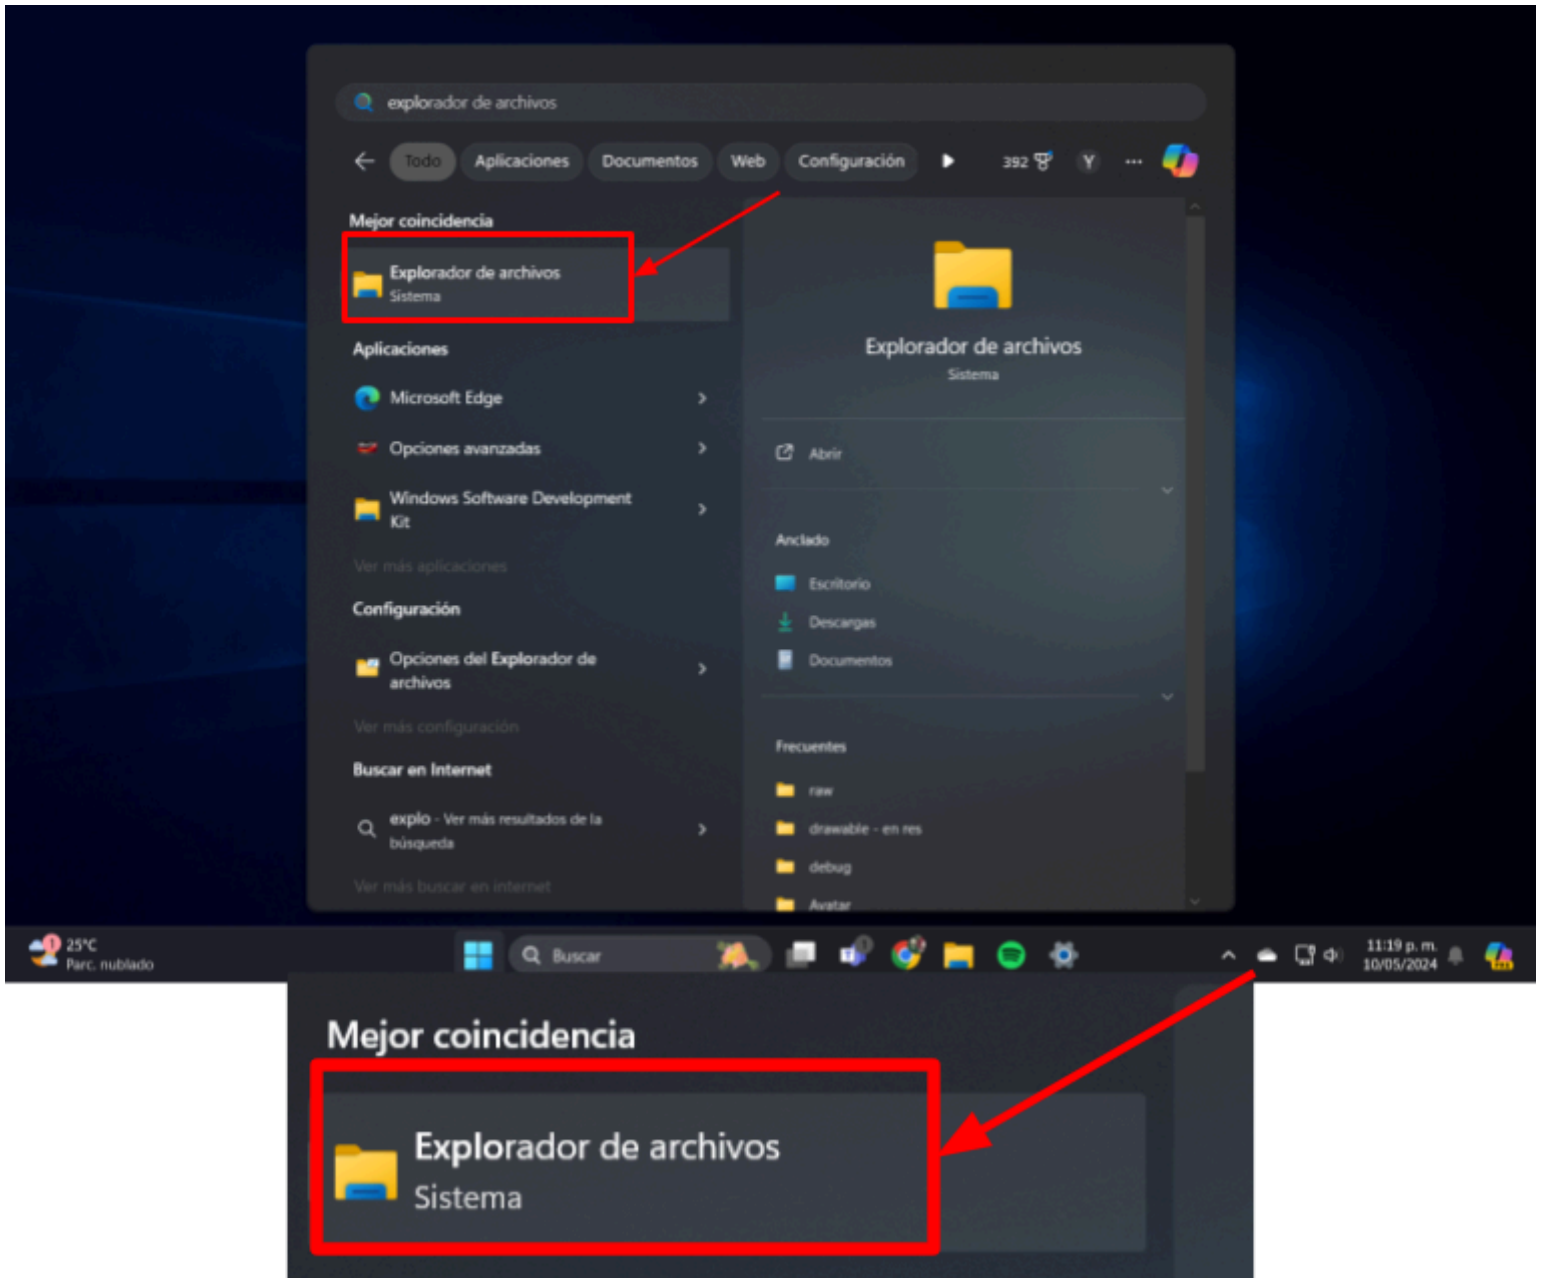 explorador de archivos
Todo Aplicaciones Documentos Web Configuración 392 Y ...
Mejor coincidencia
Explorador de archivos
Sistema
Aplicaciones
Microsoft Edge
Opciones avanzadas
Windows Software Development
Kit
Ver más aplicaciones
Configuración
Opciones del Explorador de
archivos
Ver más configuración
Buscar en Internet
explo - Ver más resultados de la
búsqueda
Ver más buscar en internet
Explorador de archivos
Sistema
Abrir
Anclado
Escritorio
Descargas
Documentos
Frecuentes
raw
drawable - en res
debug
Avatar
1
25°C
Parc. nublado
Buscar
11:19 p. m.
10/05/2024
Mejor coincidencia
Explorador de archivos
Sistema